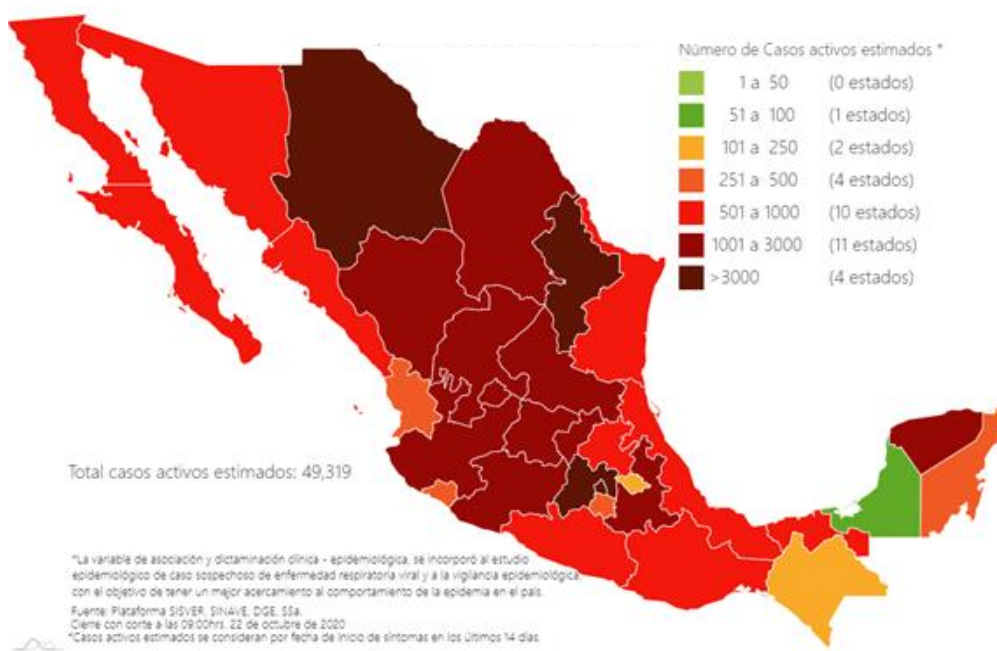 Número de Casos activos estimados *
1 a 50 (0 estados)
51 a 100 (1 estados)
101 a 250 (2 estados)
251 a 500 (4 estados)
501 a 1000 (10 estados)
1001 a 3000 (11 estados)
>3000 (4 estados)
Total casos activos estimados: 49,319
*La variable de asociación y dictaminación clínica - epidemiológica, se incorporó al estudio
epidemiológico de caso sospechoso de enfermedad respiratoria viral y a la vigilancia epidemiológica,
con el objetivo de tener un mejor acercamiento al comportamiento de la epidemia en el país.
Fuente: Plataforma SISVER, SINAVE, DGE, SSa.
Cierre con corte a las 09:00hrs, 22 de octubre de 2020
*Casos activos estimados se consideran por fecha de inicio de síntomas en los últimos 14 días.